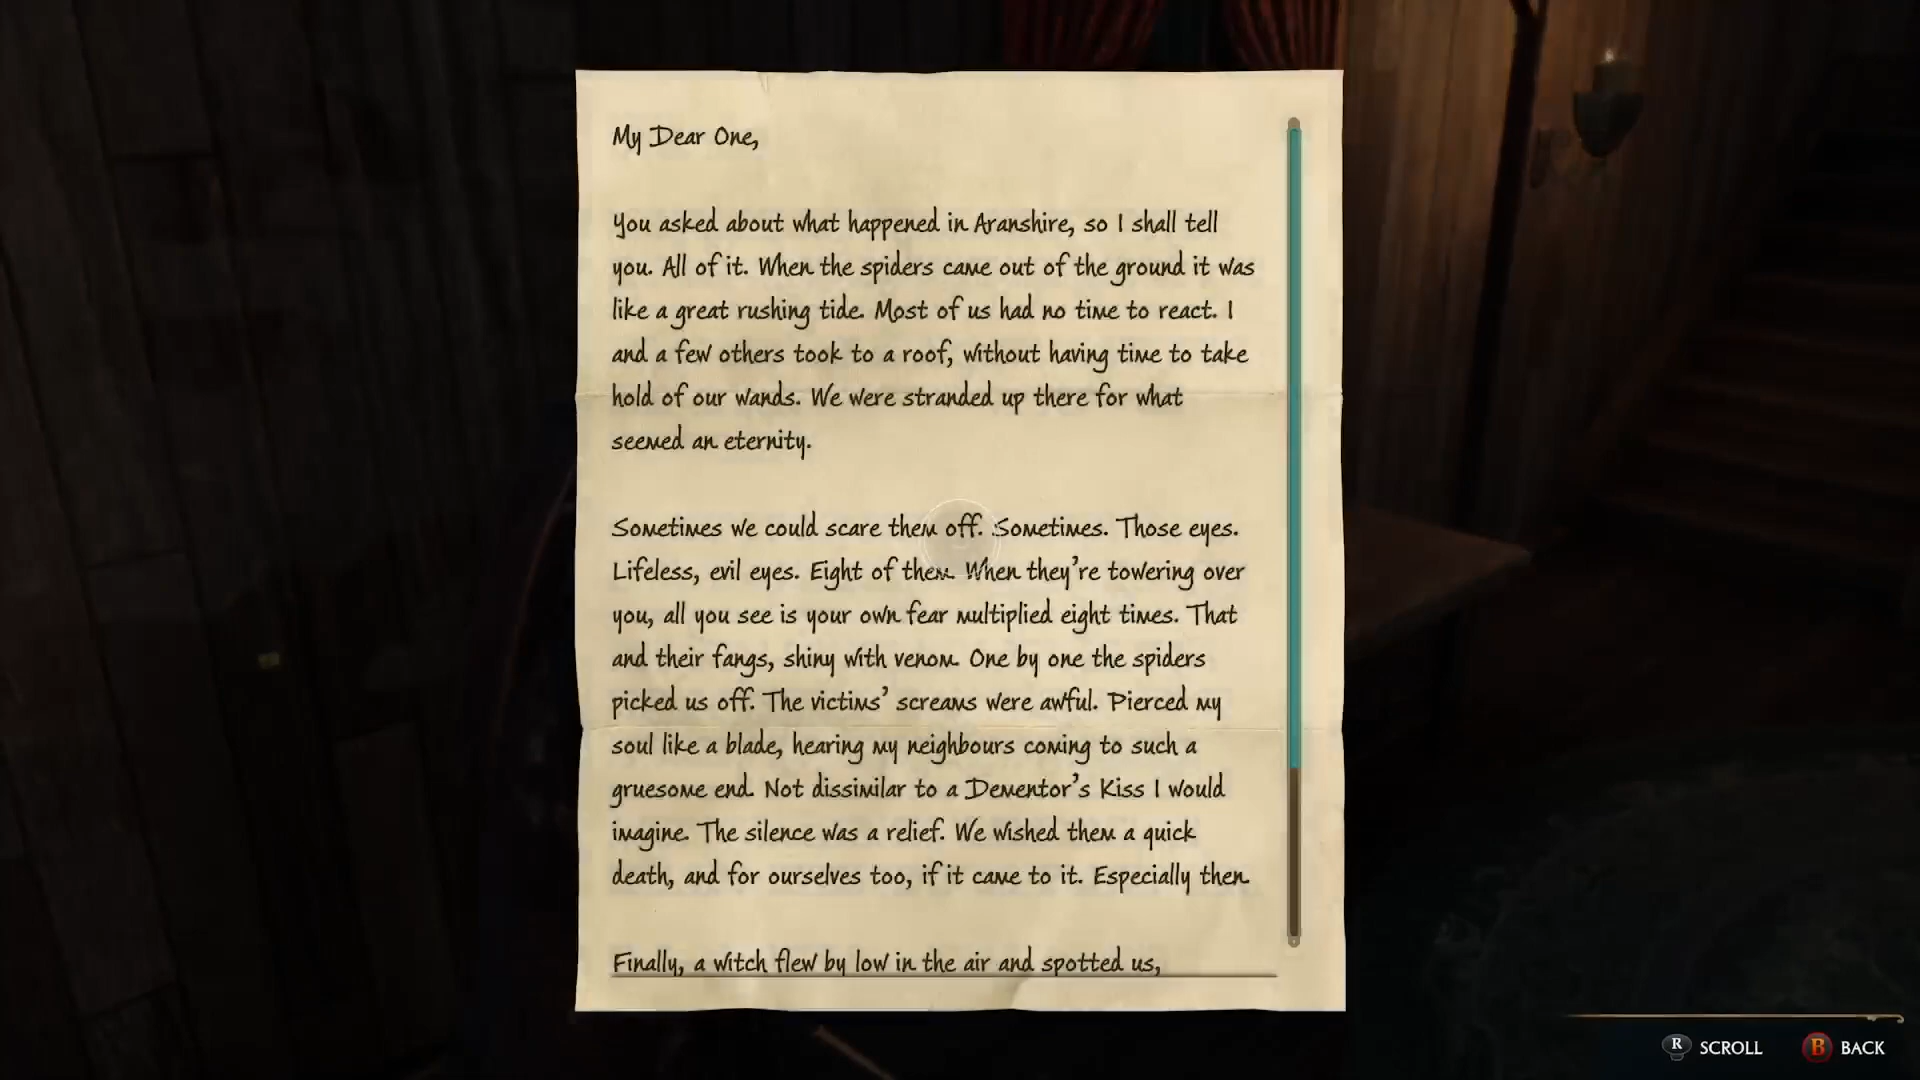 My Dear One,
You asked about what happened in Aranshire, so I shall tell
you. All of it. When the spiders came out of the ground it was
like a great rushing tide. Most of us had no time to react. I
and a few others took to a roof, without having time to take
hold of our wands. We were stranded up there for what
seemed an eternity.
Sometimes we could scare them off. Sometimes. Those eyes.
Lifeless, evil eyes. Eight of them. When they're towering over
you, all you see is your own fear multiplied eight times. That
and their fangs, shiny with venom. One by one the spiders
picked us off. The victims' screams were awful. Pierced my
soul like a blade, hearing my neighbours coming to such a
gruesome end. Not dissimilar to a Dementor's Kiss I would
imagine. The silence was a relief. We wished them a quick
death, and for ourselves too, if it came to it. Especially then.
Finally, a witch flew by low in the air and spotted us,
R SCROLL B BACK